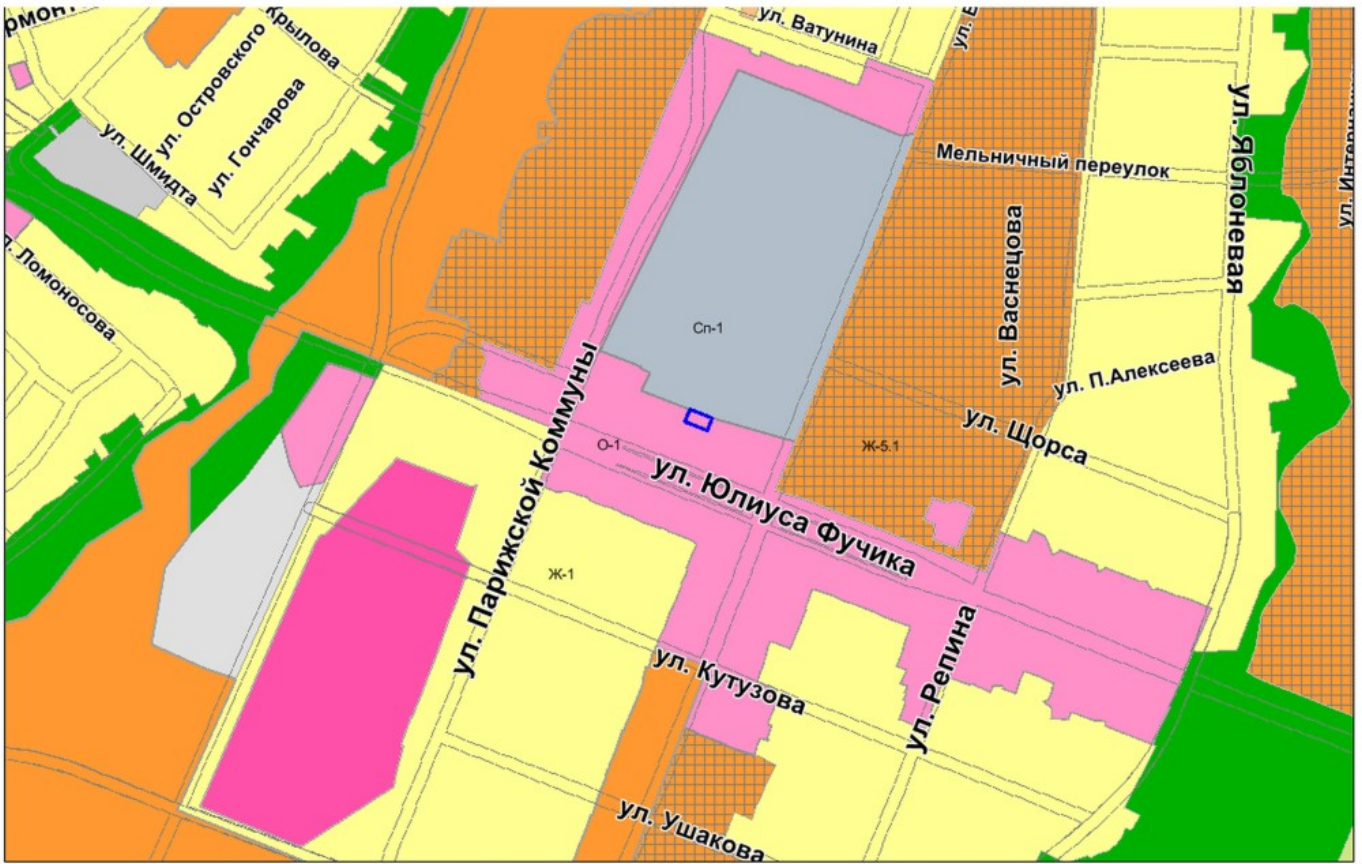 ул. Ватунина
Крылова
ул. Островского
ул. Гончарова
ул. Шмидта
ул. Яблоневая
Мельничный переулок
ул. Ломоносова
ул. Васнецова
Сп-1
ул. П.Алексеева
ул. Щорса
Ж-5.1
О-1
ул. Парижской Коммуны
ул. Юлиуса Фучика
Ж-1
ул. Кутузова
ул. Репина
ул. Ушакова